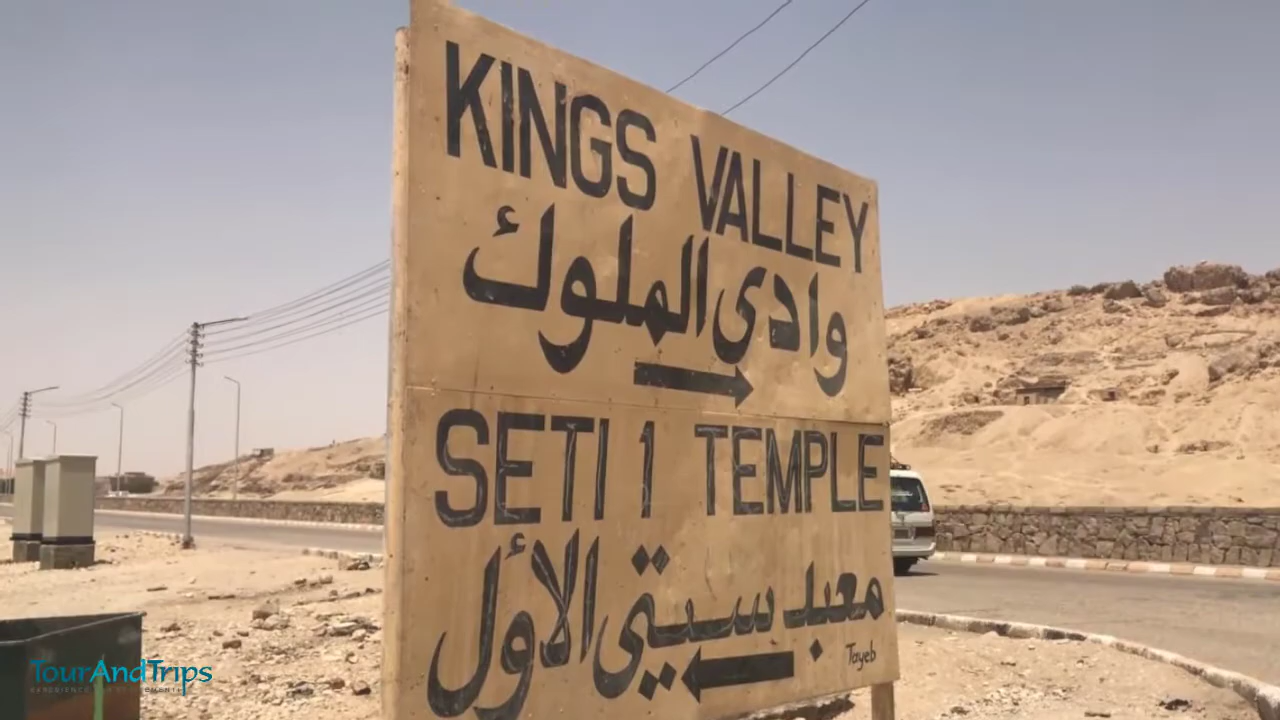 KINGS VALLEY
وادى الملوك
SETI 1 TEMPLE
معبد سيتى الأول
Tayeb
TourAndTrips